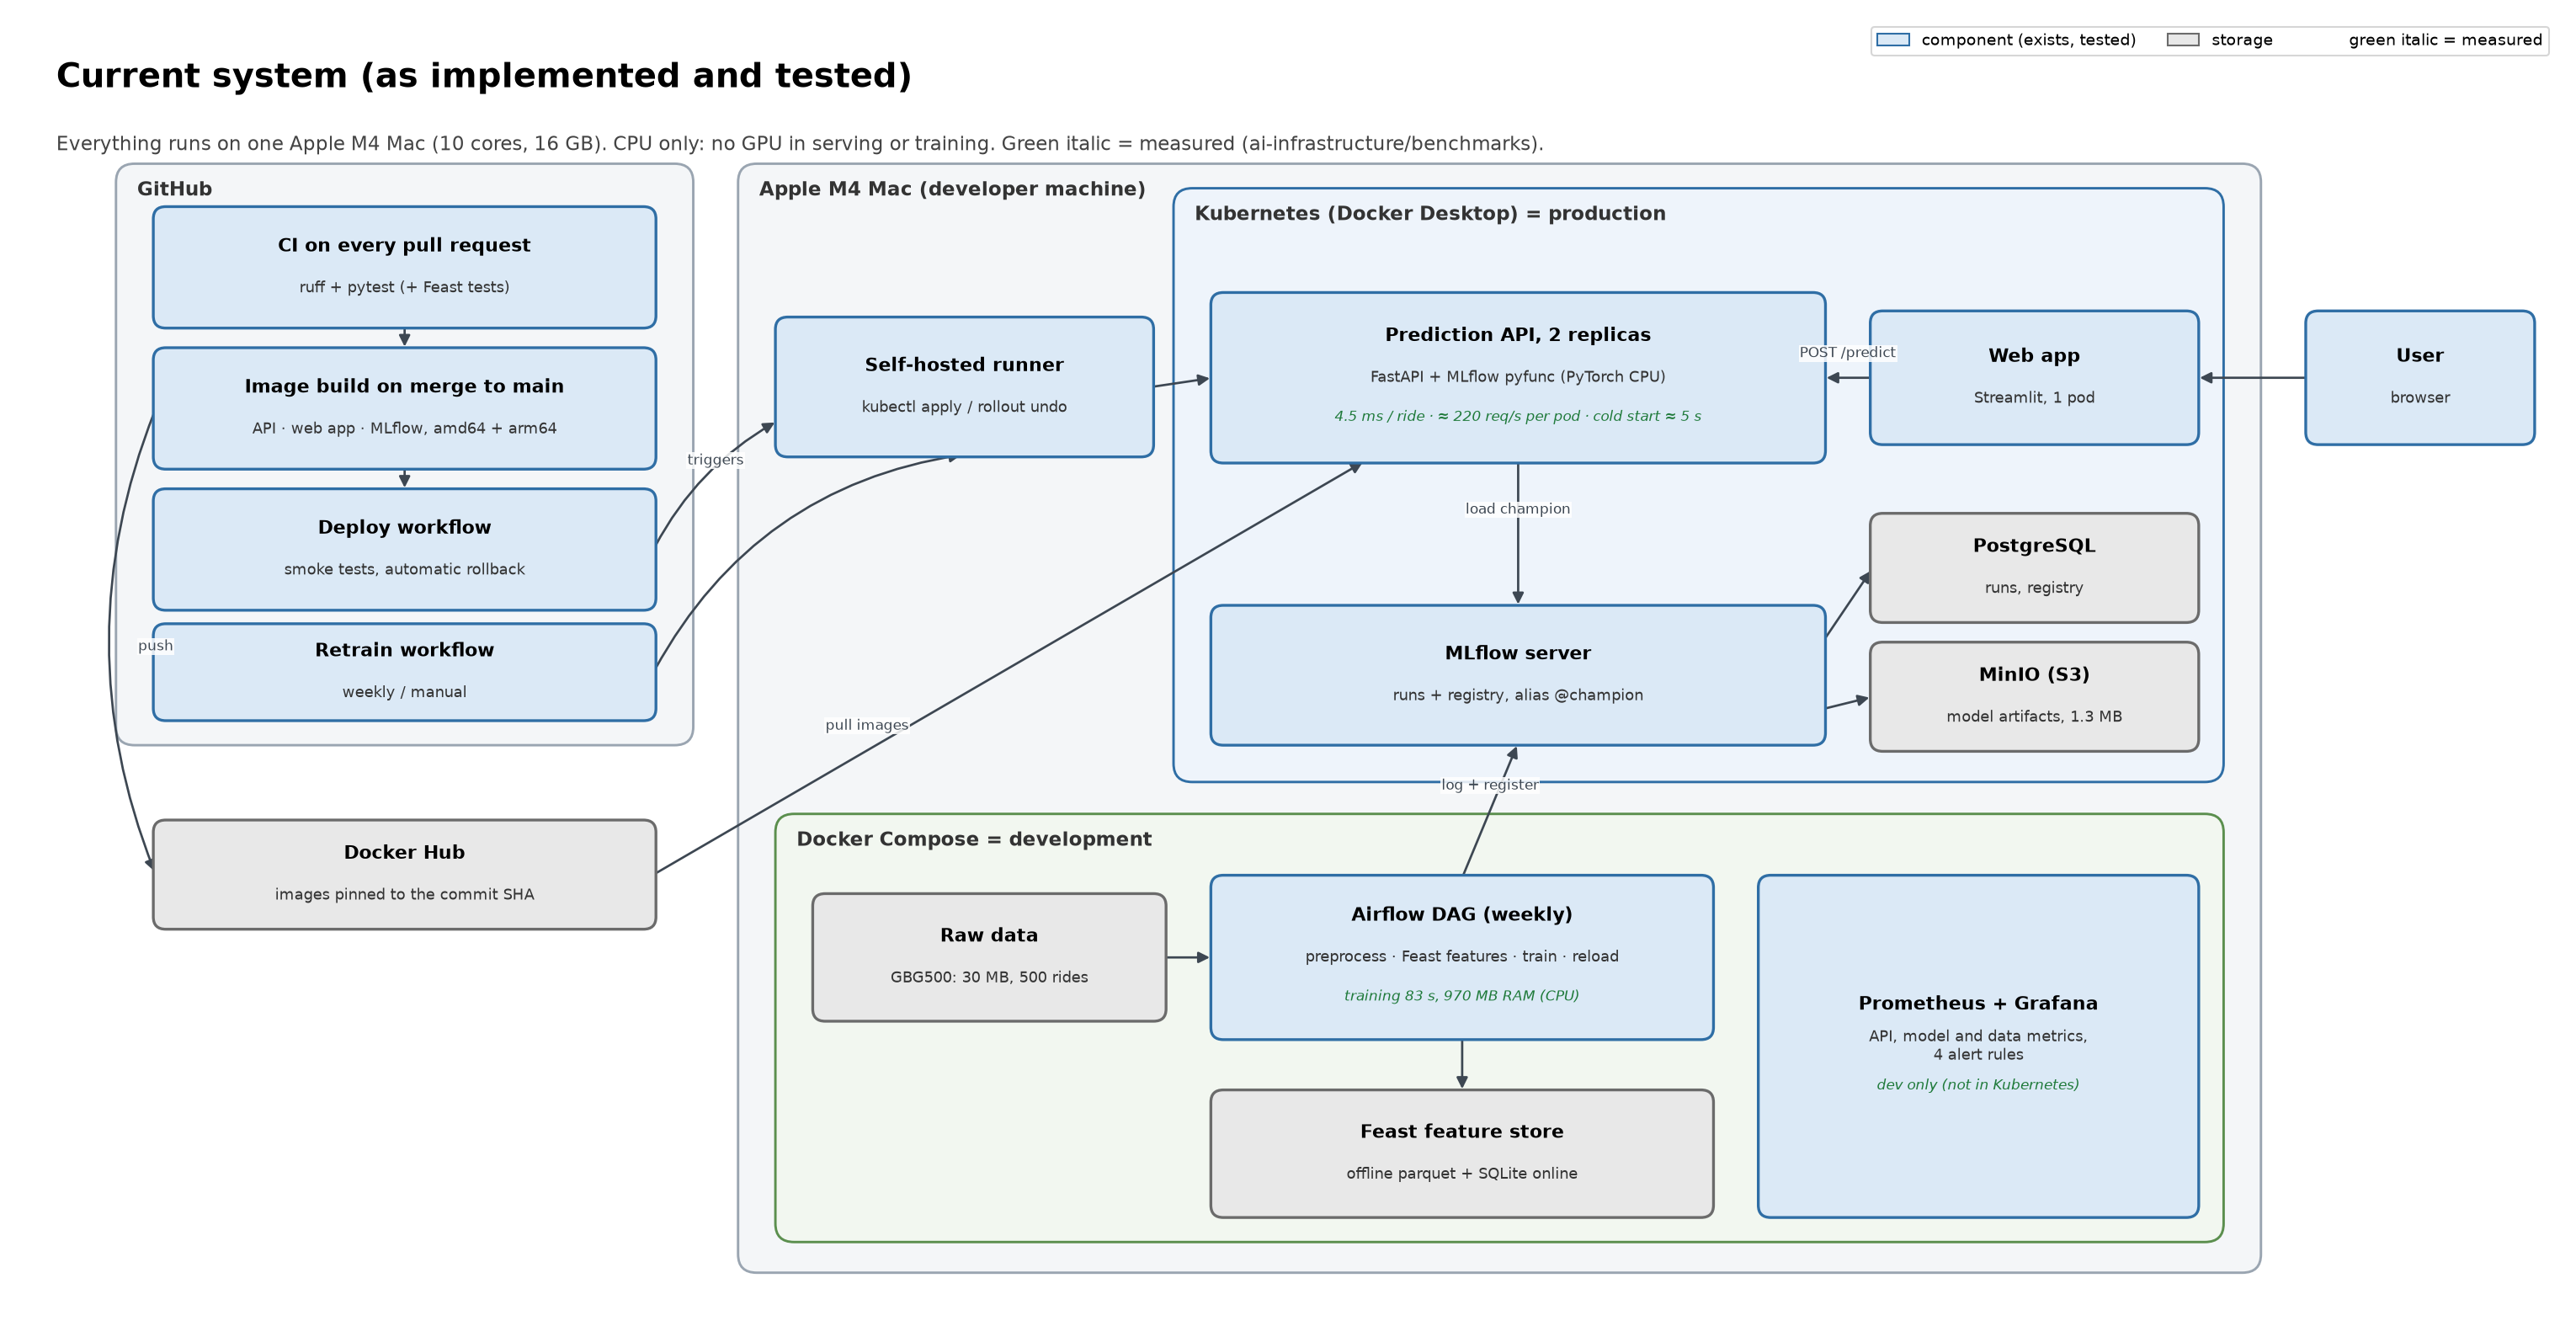 component (exists, tested)
storage
green italic = measured
Current system (as implemented and tested)
Everything runs on one Apple M4 Mac (10 cores, 16 GB). CPU only: no GPU in serving or training. Green italic = measured (ai-infrastructure/benchmarks).
GitHub
CI on every pull request
ruff + pytest (+ Feast tests)
Image build on merge to main
API · web app · MLflow, amd64 + arm64
Deploy workflow
smoke tests, automatic rollback
Retrain workflow
weekly / manual
push
triggers
Docker Hub
images pinned to the commit SHA
pull images
Apple M4 Mac (developer machine)
Self-hosted runner
kubectl apply / rollout undo
Kubernetes (Docker Desktop) = production
Prediction API, 2 replicas
FastAPI + MLflow pyfunc (PyTorch CPU)
4.5 ms / ride · ≈ 220 req/s per pod · cold start ≈ 5 s
POST /predict
Web app
Streamlit, 1 pod
User
browser
load champion
MLflow server
runs + registry, alias @champion
PostgreSQL
runs, registry
MinIO (S3)
model artifacts, 1.3 MB
log + register
Docker Compose = development
Raw data
GBG500: 30 MB, 500 rides
Airflow DAG (weekly)
preprocess · Feast features · train · reload
training 83 s, 970 MB RAM (CPU)
Feast feature store
offline parquet + SQLite online
Prometheus + Grafana
API, model and data metrics,
4 alert rules
dev only (not in Kubernetes)